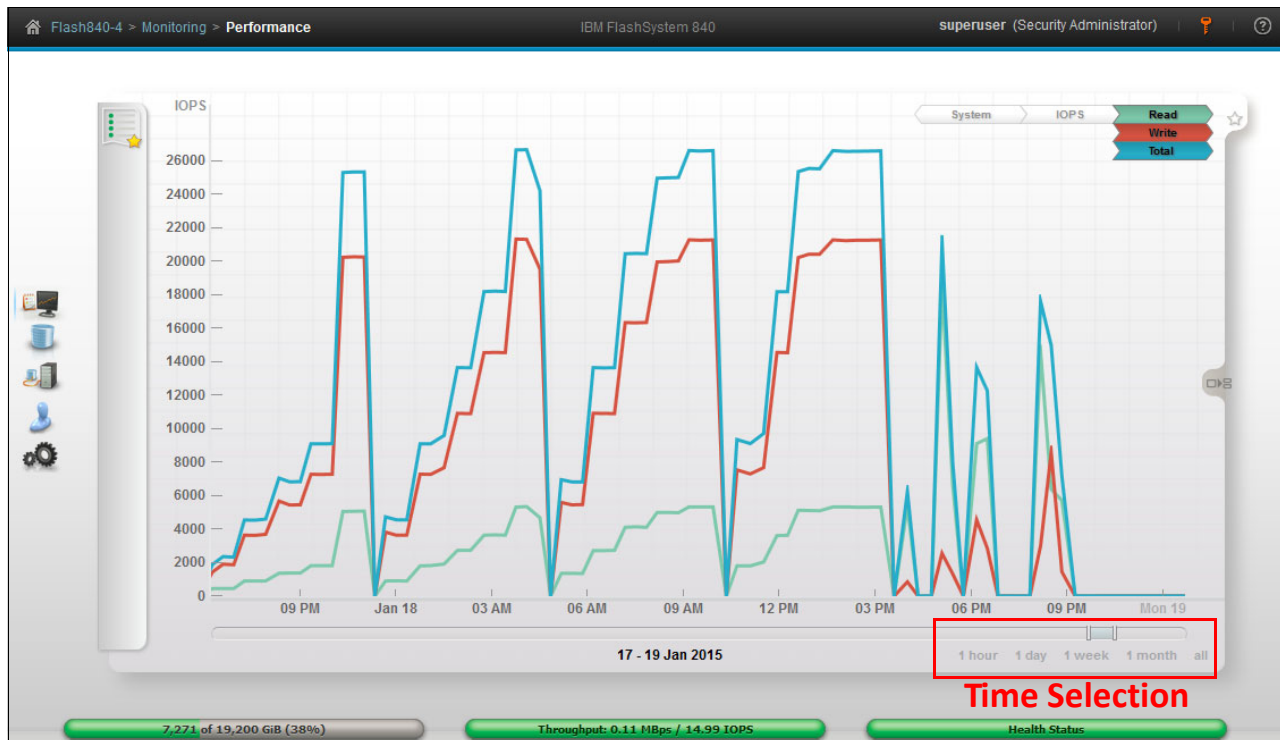 Flash840-4 > Monitoring > Performance
IBM FlashSystem 840
superuser (Security Administrator)
IOPS
System
IOPS
Read
Write
Total
26000
24000
22000
20000
18000
16000
14000
12000
10000
8000
6000
4000
2000
0
09 PM Jan 18 03 AM 06 AM 09 AM 12 PM 03 PM 06 PM 09 PM Mon 19
17 - 19 Jan 2015
1 hour 1 day 1 week 1 month all
Time Selection
7,271 of 19,200 GiB (38%)
Throughput: 0.11 MBps / 14.99 IOPS
Health Status